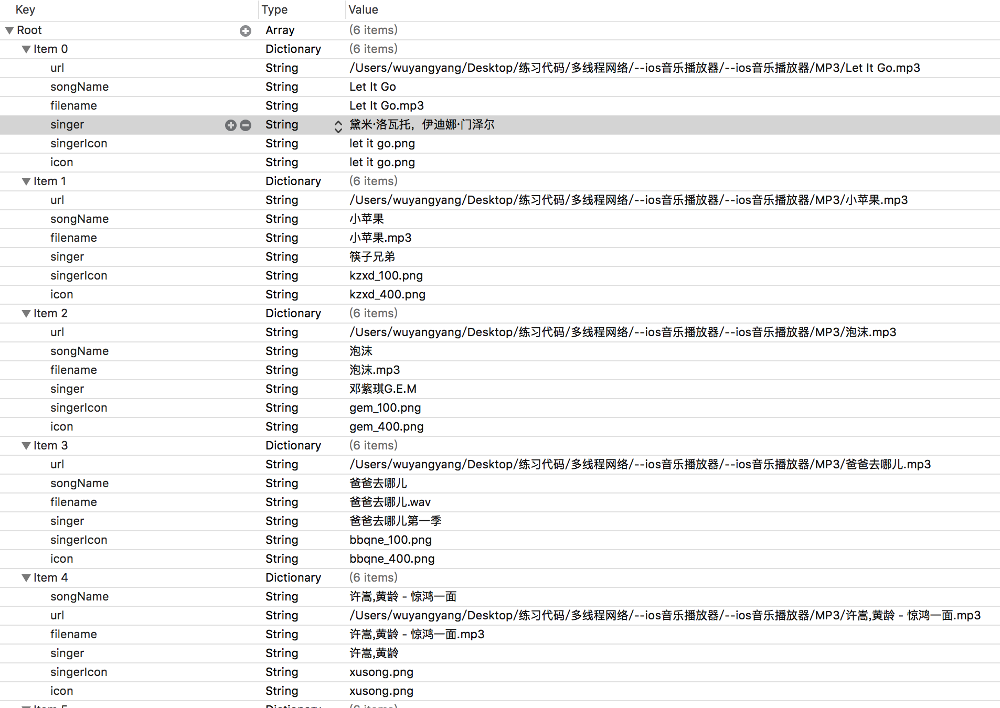 Key Type Value
Root Array (6 items)
Item 0 Dictionary (6 items)
url String /Users/wuyangyang/Desktop/练习代码/多线程网络/--ios音乐播放器/--ios音乐播放器/MP3/Let It Go.mp3
songName String Let It Go
filename String Let It Go.mp3
singer String 黛米·洛瓦托，伊迪娜·门泽尔
singerIcon String let it go.png
icon String let it go.png
Item 1 Dictionary (6 items)
url String /Users/wuyangyang/Desktop/练习代码/多线程网络/--ios音乐播放器/--ios音乐播放器/MP3/小苹果.mp3
songName String 小苹果
filename String 小苹果.mp3
singer String 筷子兄弟
singerIcon String kzxd_100.png
icon String kzxd_400.png
Item 2 Dictionary (6 items)
url String /Users/wuyangyang/Desktop/练习代码/多线程网络/--ios音乐播放器/--ios音乐播放器/MP3/泡沫.mp3
songName String 泡沫
filename String 泡沫.mp3
singer String 邓紫琪G.E.M
singerIcon String gem_100.png
icon String gem_400.png
Item 3 Dictionary (6 items)
url String /Users/wuyangyang/Desktop/练习代码/多线程网络/--ios音乐播放器/--ios音乐播放器/MP3/爸爸去哪儿.mp3
songName String 爸爸去哪儿
filename String 爸爸去哪儿.wav
singer String 爸爸去哪儿第一季
singerIcon String bbqne_100.png
icon String bbqne_400.png
Item 4 Dictionary (6 items)
songName String 许嵩,黄龄 - 惊鸿一面
url String /Users/wuyangyang/Desktop/练习代码/多线程网络/--ios音乐播放器/--ios音乐播放器/MP3/许嵩,黄龄 - 惊鸿一面.mp3
filename String 许嵩,黄龄 - 惊鸿一面.mp3
singer String 许嵩,黄龄
singerIcon String xusong.png
icon String xusong.png
Item 5 Dictionary (6 items)